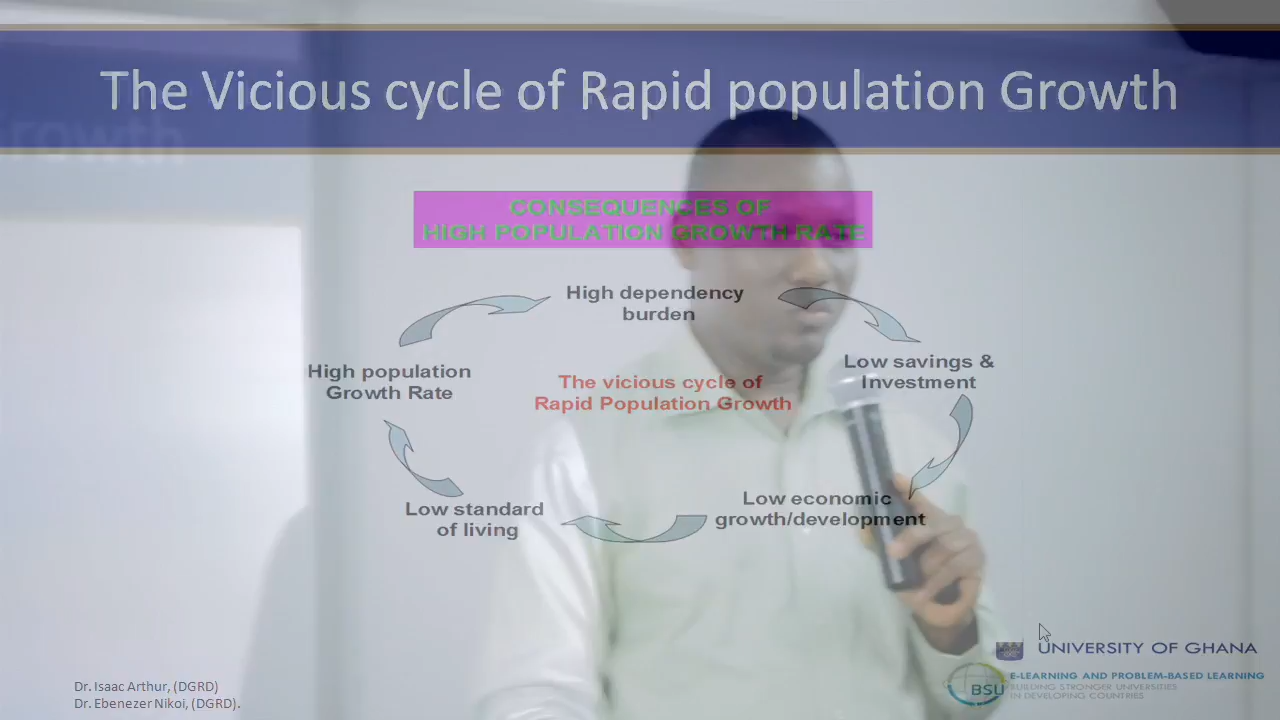 The Vicious cycle of Rapid population Growth
rowth
CONSEQUENCES OF
HIGH POPULATION GROWTH RATE
High dependency
burden
Low savings &
Investment
High population
Growth Rate
The vicious cycle of
Rapid Population Growth
Low economic
growth/development
Low standard
of living
UNIVERSITY OF GHANA
BSU
E-LEARNING AND PROBLEM-BASED LEARNING
BUILDING STRONGER UNIVERSITIES
IN DEVELOPING COUNTRIES
Dr. Isaac Arthur, (DGRD)
Dr. Ebenezer Nikoi, (DGRD).